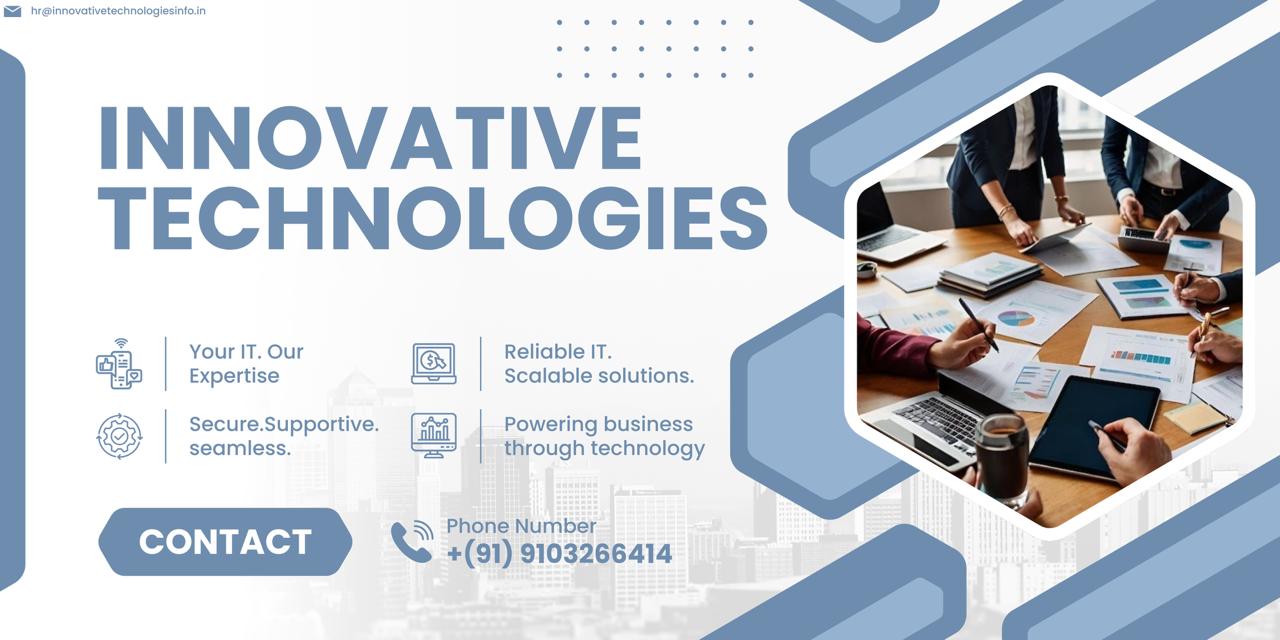 hr@innovativetechnologiesinfo.in
INNOVATIVE
TECHNOLOGIES
Your IT. Our
Expertise
Reliable IT.
Scalable solutions.
Secure.Supportive.
seamless.
Powering business
through technology
CONTACT
Phone Number
+(91) 9103266414